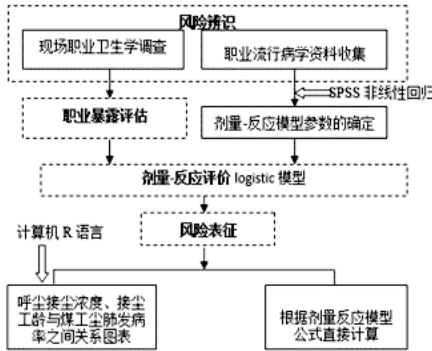 风险辨识
现场职业卫生学调查
职业流行病学资料收集
SPSS 非线性回归
职业暴露评估
剂量-反应模型参数的确定
剂量-反应评价 logistic 模型
计算机 R 语言
风险表征
呼尘接尘浓度、接尘
工龄与煤工尘肺发病
率之间关系图表
根据剂量反应模型
公式直接计算